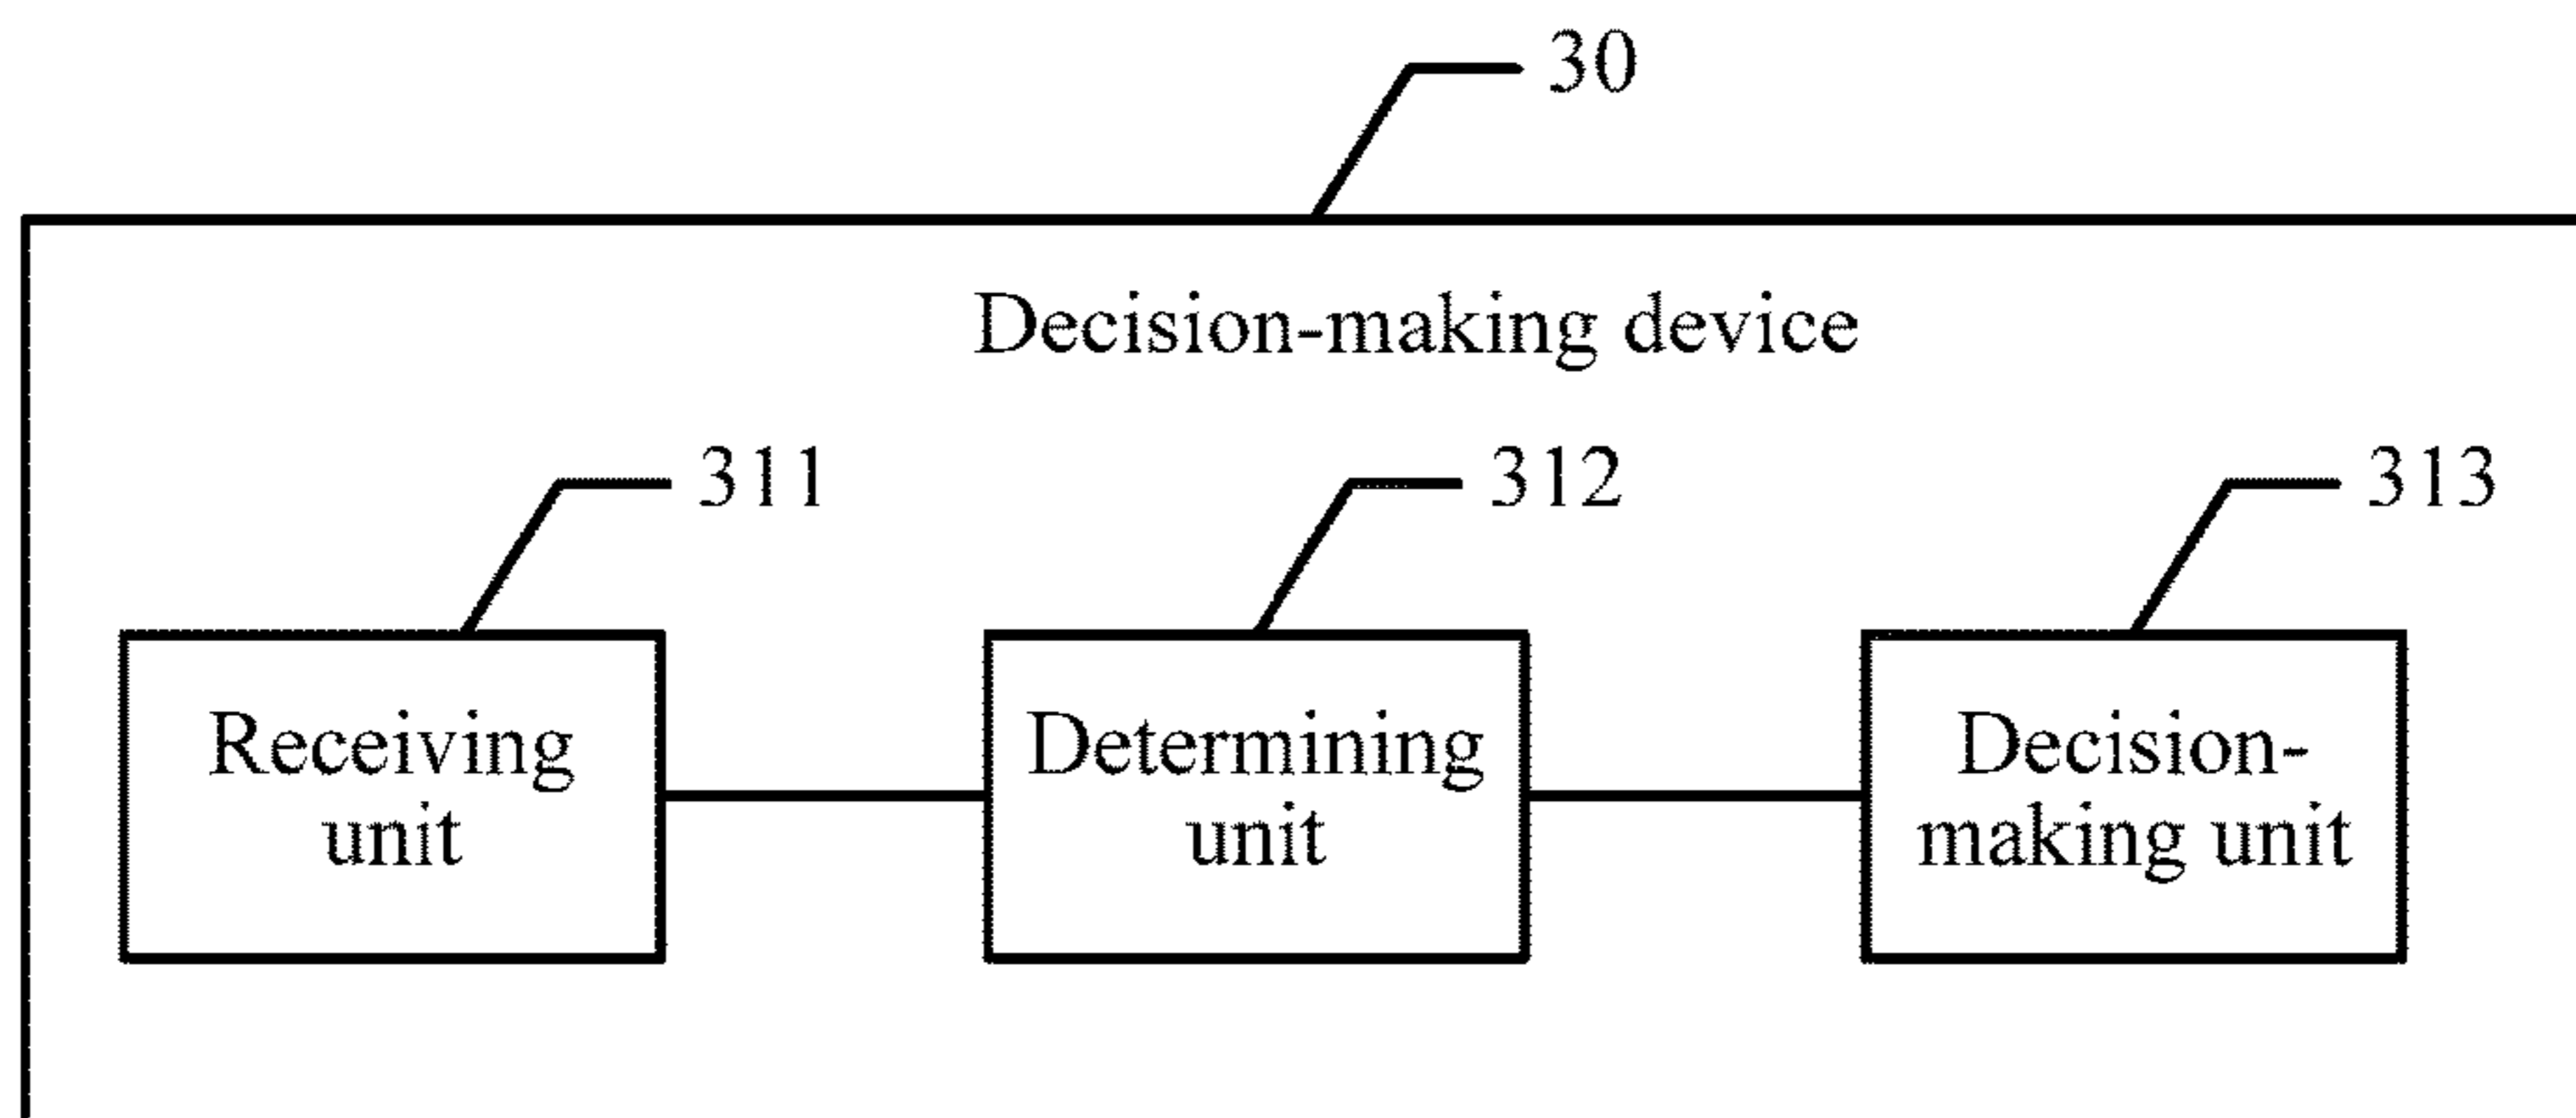 30
Decision-making device
311
312
313
Receiving
unit
Determining
unit
Decision-
making unit